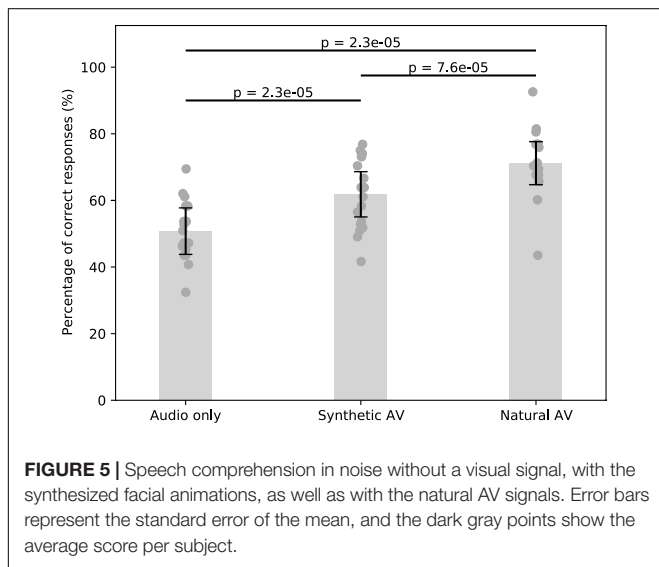 p = 2.3e-05
p = 7.6e-05
p = 2.3e-05
100
80
60
40
20
0
Percentage of correct responses (%)
Audio only Synthetic AV Natural AV
FIGURE 5 | Speech comprehension in noise without a visual signal, with the
synthesized facial animations, as well as with the natural AV signals. Error bars
represent the standard error of the mean, and the dark gray points show the
average score per subject.